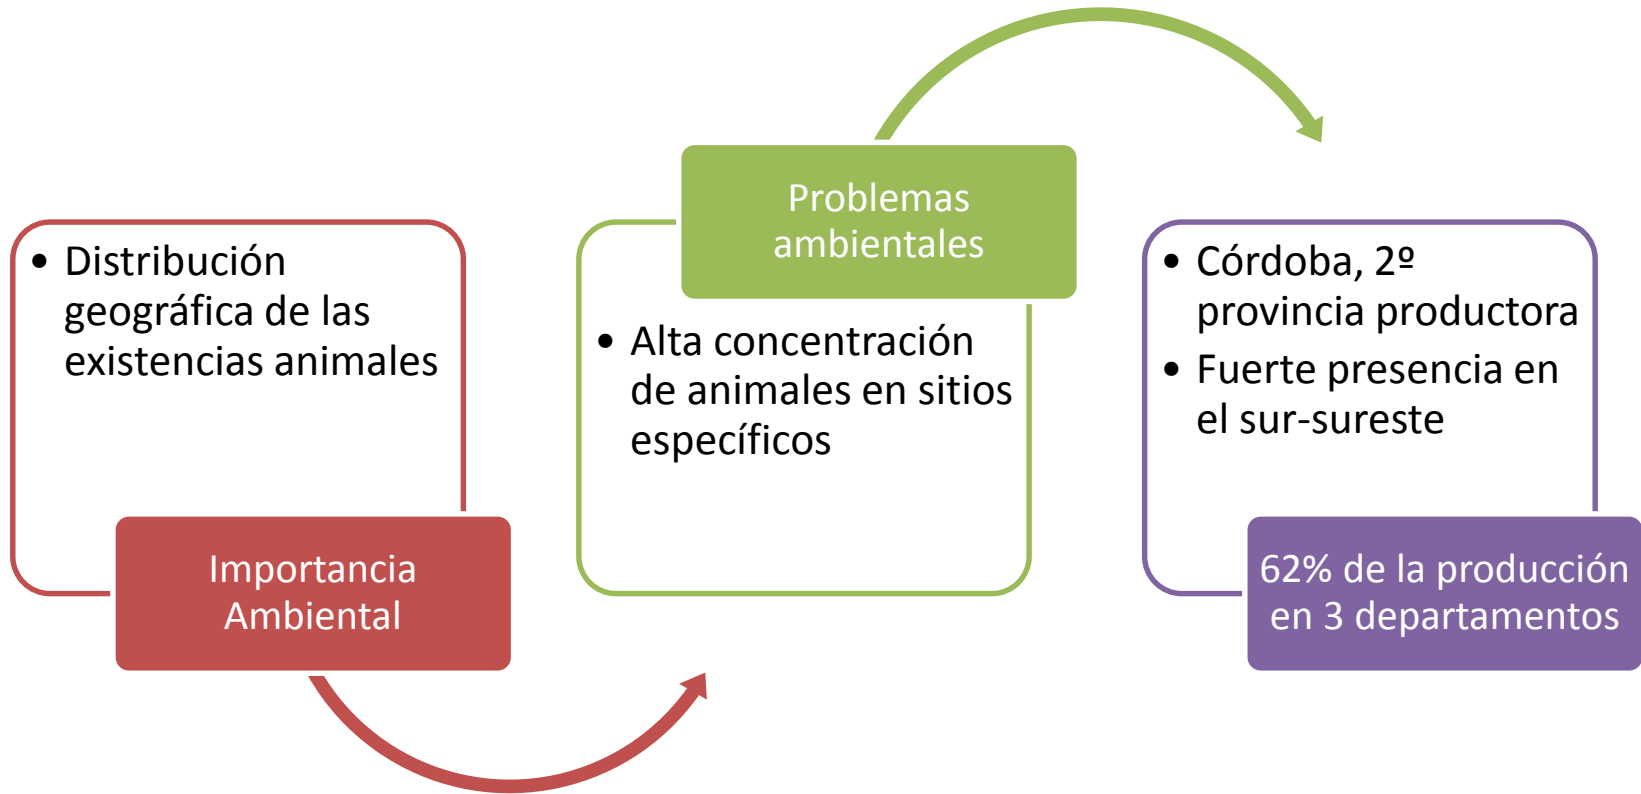 • Distribución
geográfica de las
existencias animales
Importancia
Ambiental
Problemas
ambientales
• Alta concentración
de animales en sitios
específicos
• Córdoba, 2º
provincia productora
• Fuerte presencia en
el sur-sureste
62% de la producción
en 3 departamentos